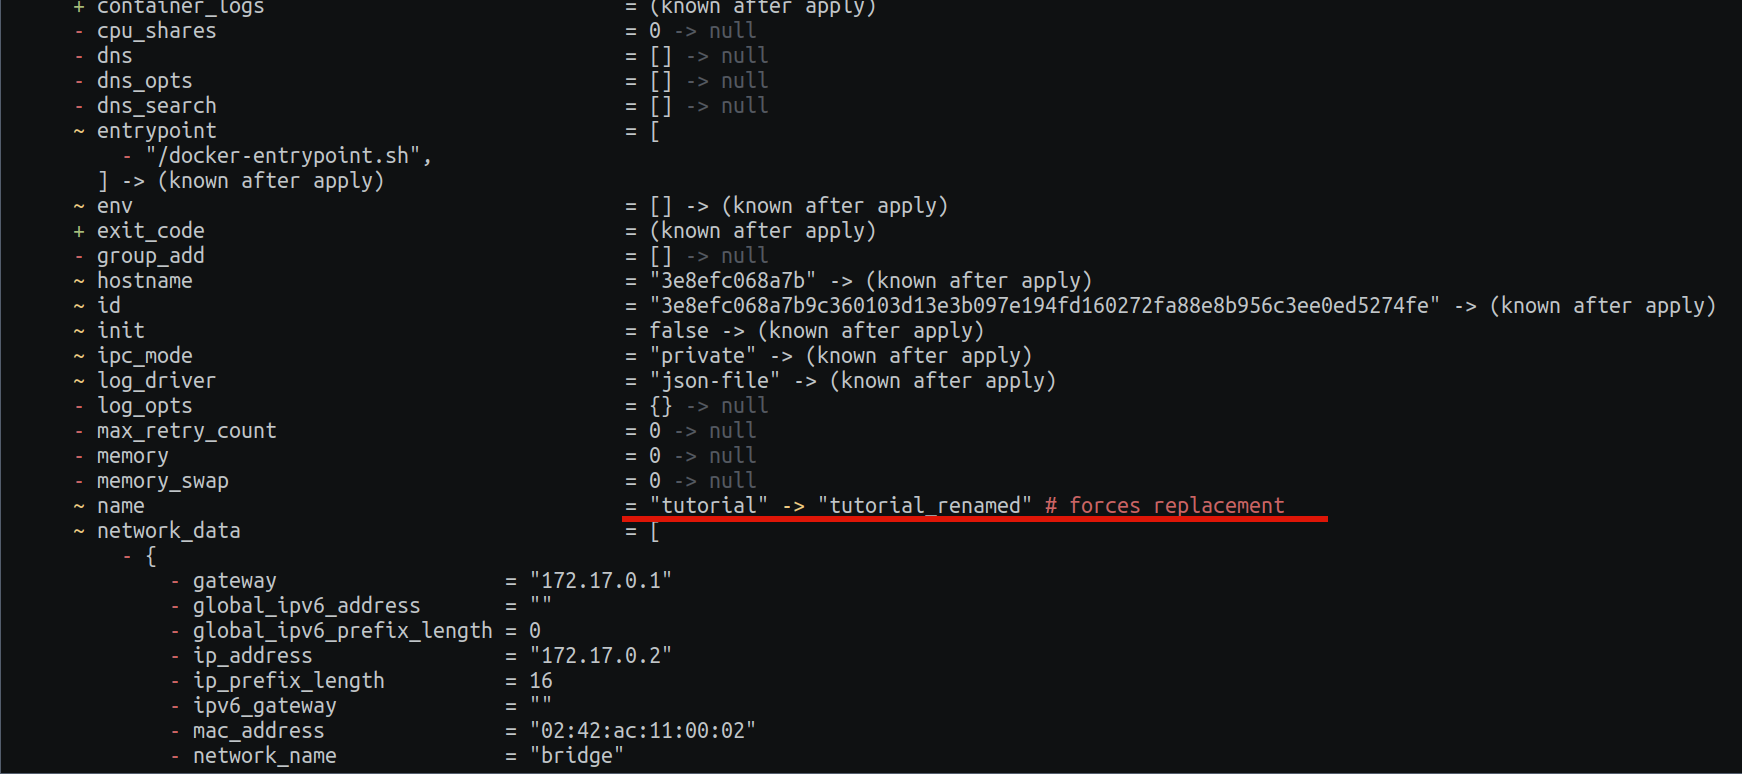 + container_logs = (known after apply)
- cpu_shares = 0 -> null
- dns = [] -> null
- dns_opts = [] -> null
- dns_search = [] -> null
~ entrypoint = [
- "/docker-entrypoint.sh",
] -> (known after apply)
~ env = [] -> (known after apply)
+ exit_code = (known after apply)
- group_add = [] -> null
~ hostname = "3e8efc068a7b" -> (known after apply)
~ id = "3e8efc068a7b9c360103d13e3b097e194fd160272fa88e8b956c3ee0ed5274fe" -> (known after apply)
~ init = false -> (known after apply)
~ ipc_mode = "private" -> (known after apply)
~ log_driver = "json-file" -> (known after apply)
- log_opts = {} -> null
- max_retry_count = 0 -> null
- memory = 0 -> null
- memory_swap = 0 -> null
~ name = "tutorial" -> "tutorial_renamed" # forces replacement
~ network_data = [
- {
- gateway = "172.17.0.1"
- global_ipv6_address = ""
- global_ipv6_prefix_length = 0
- ip_address = "172.17.0.2"
- ip_prefix_length = 16
- ipv6_gateway = ""
- mac_address = "02:42:ac:11:00:02"
- network_name = "bridge"